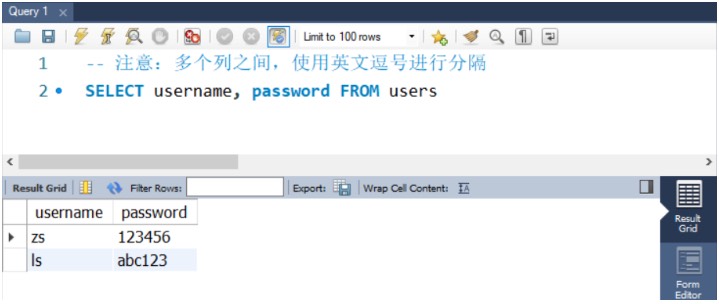 Query 1
Limit to 100 rows
1 -- 注意：多个列之间，使用英文逗号进行分隔
2 SELECT username, password FROM users
Result Grid Filter Rows: Export: Wrap Cell Content:
username password
zs 123456
ls abc123
Result
Grid
Form
Editor